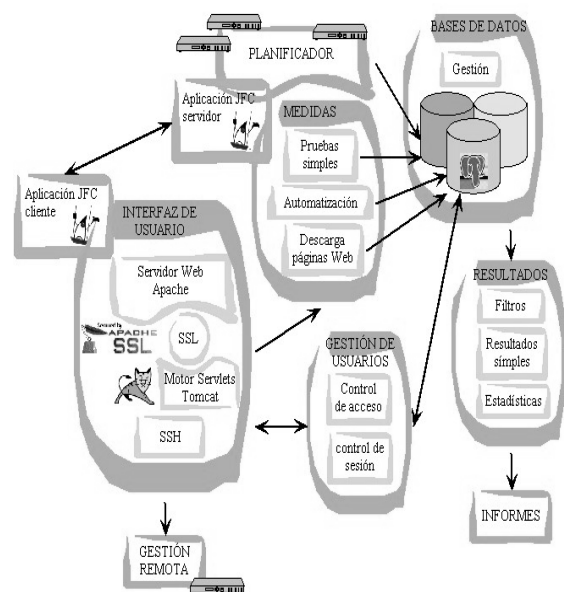 BASES DE DATOS
Gestión
PLANIFICADOR
Aplicación JFC
servidor
MEDIDAS
Pruebas
simples
Automatización
Descarga
páginas Web
Aplicación JFC
cliente
INTERFAZ DE
USUARIO
Servidor Web
Apache
APACHE
SSL
SSL
Motor Servlets
Tomcat
SSH
GESTIÓN DE
USUARIOS
Control
de acceso
control de
sesión
RESULTADOS
Filtros
Resultados
símples
Estadísticas
INFORMES
GESTIÓN
REMOTA